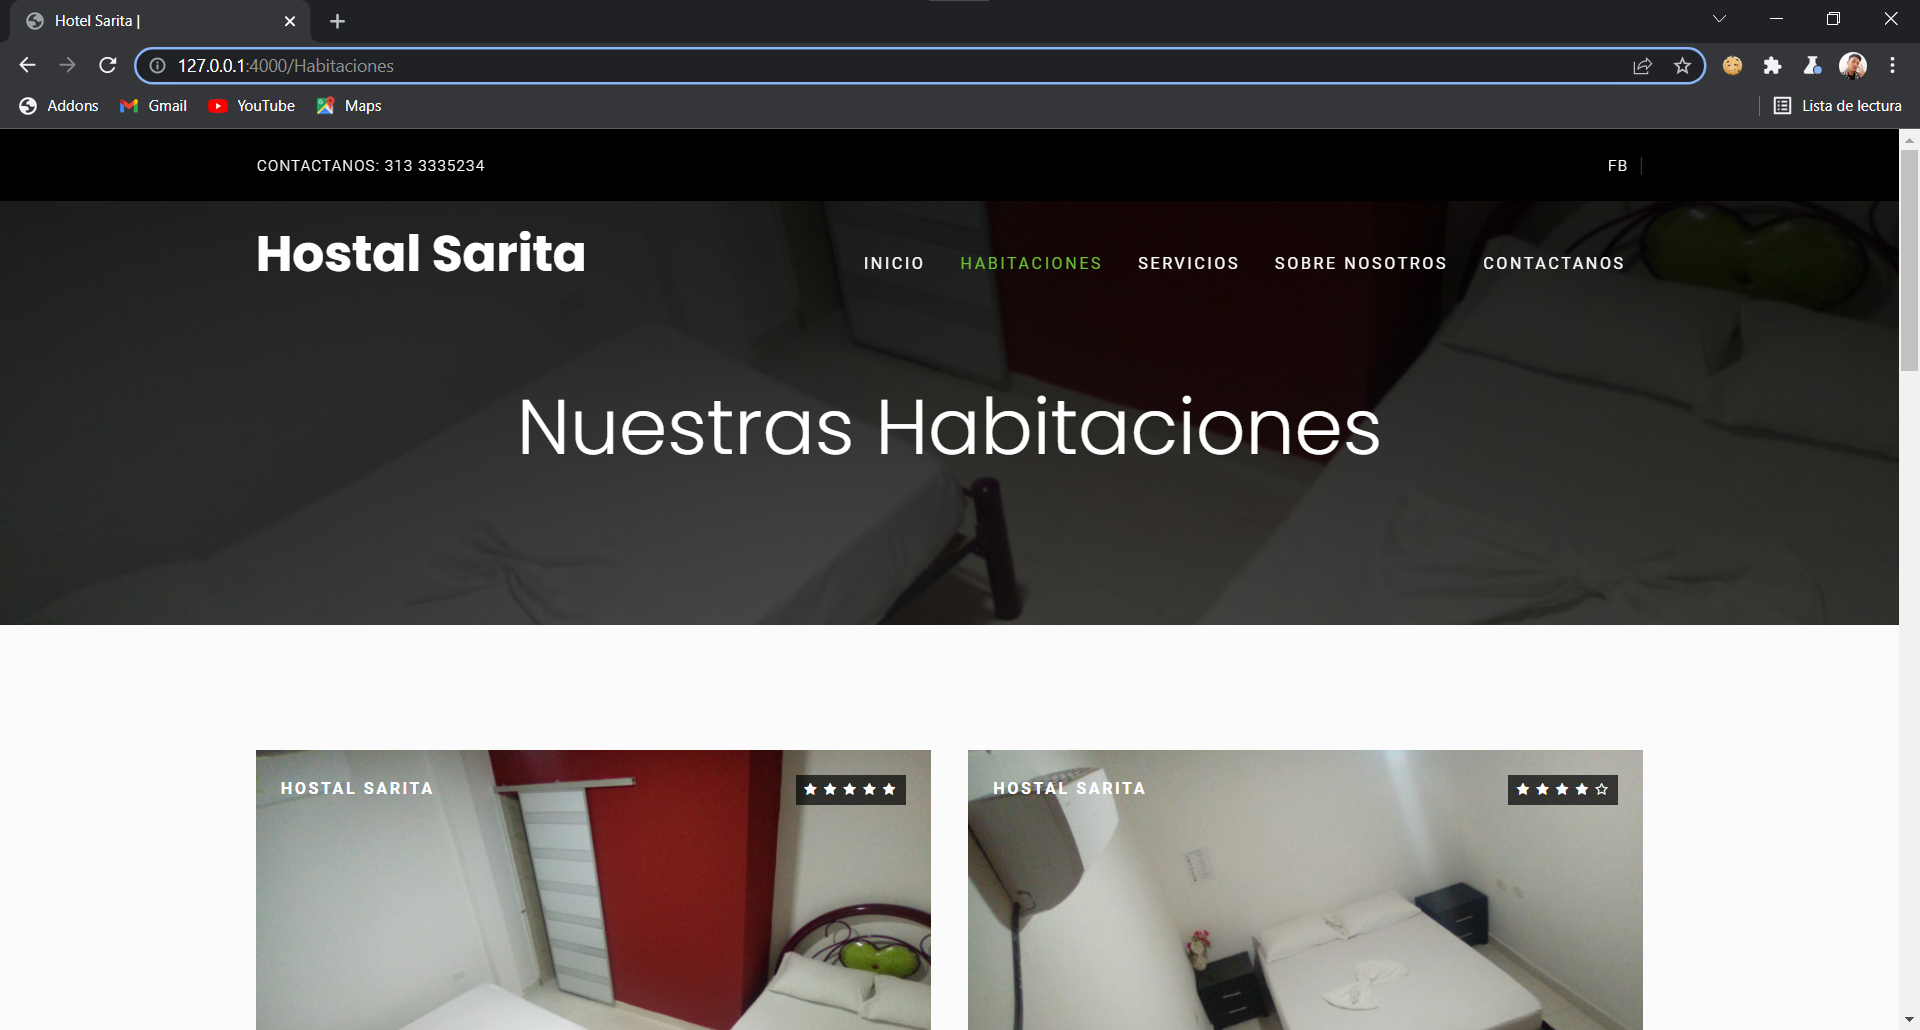 Hotel Sarita |
127.0.0.1:4000/Habitaciones
Addons Gmail YouTube Maps Lista de lectura
CONTACTANOS: 313 3335234 FB
Hostal Sarita
INICIO HABITACIONES SERVICIOS SOBRE NOSOTROS CONTACTANOS
Nuestras Habitaciones
HOSTAL SARITA
HOSTAL SARITA